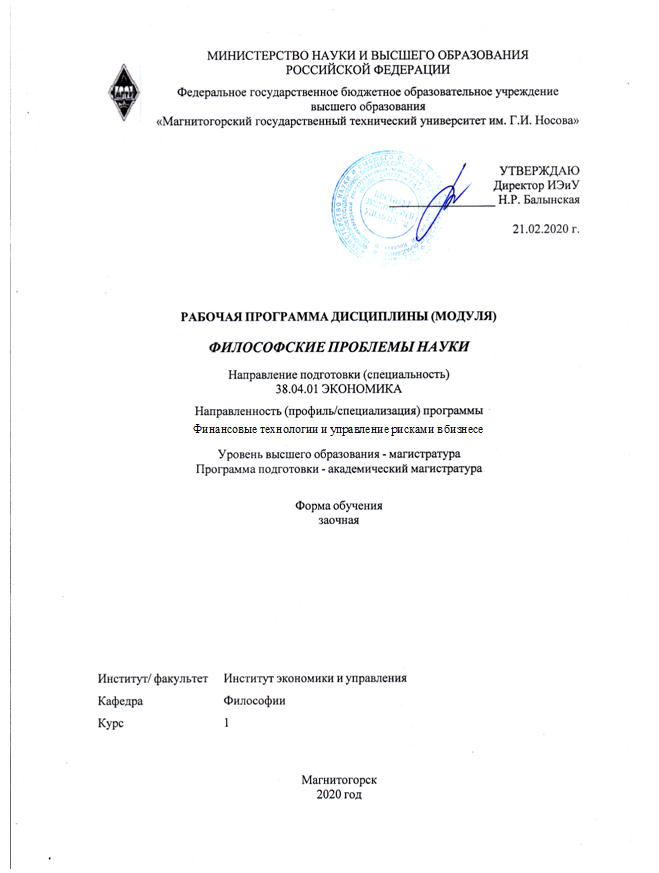 МИНИСТЕРСТВО НАУКИ И ВЫСШЕГО ОБРАЗОВАНИЯ
РОССИЙСКОЙ ФЕДЕРАЦИИ
Федеральное государственное бюджетное образовательное учреждение
высшего образования
«Магнитогорский государственный технический университет им. Г.И. Носова»
УТВЕРЖДАЮ
Директор ИЭиУ
Н.Р. Балынская
21.02.2020 г.
РАБОЧАЯ ПРОГРАММА ДИСЦИПЛИНЫ (МОДУЛЯ)
ФИЛОСОФСКИЕ ПРОБЛЕМЫ НАУКИ
Направление подготовки (специальность)
38.04.01 ЭКОНОМИКА
Направленность (профиль/специализация) программы
Финансовые технологии и управление рисками в бизнесе
Уровень высшего образования - магистратура
Программа подготовки - академический магистратура
Форма обучения
заочная
Институт/ факультет Институт экономики и управления
Кафедра Философии
Курс 1
Магнитогорск
2020 год